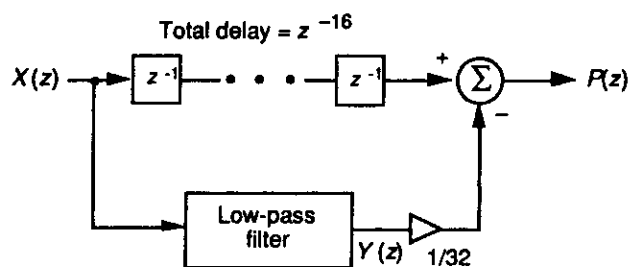 Total delay = z⁻¹⁶
X(z)
z⁻¹
z⁻¹
+
Σ
P(z)
−
Low-pass
filter
Y(z)
1/32